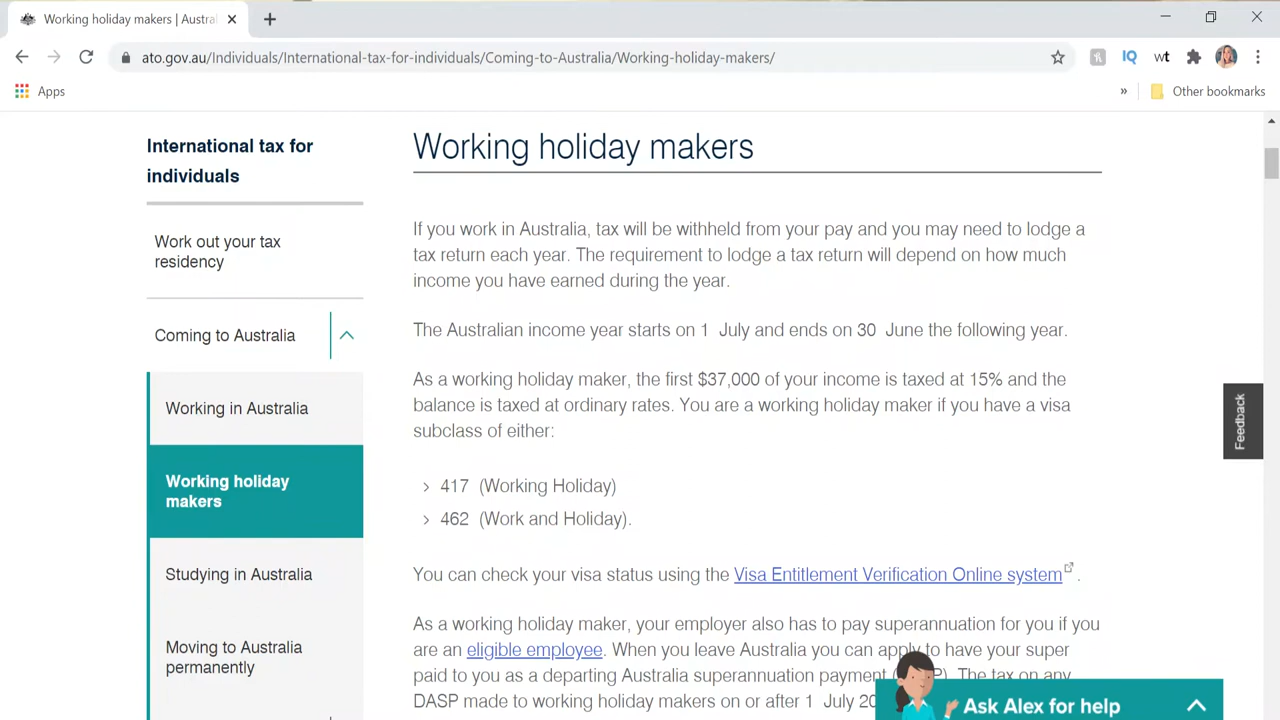 Working holiday makers | Austra
ato.gov.au/Individuals/International-tax-for-individuals/Coming-to-Australia/Working-holiday-makers/
IQ
wt
Apps
»
Other bookmarks
International tax for
individuals
Work out your tax
residency
Coming to Australia
Working in Australia
Working holiday
makers
Studying in Australia
Moving to Australia
permanently
Working holiday makers
If you work in Australia, tax will be withheld from your pay and you may need to lodge a
tax return each year. The requirement to lodge a tax return will depend on how much
income you have earned during the year.
The Australian income year starts on 1 July and ends on 30 June the following year.
As a working holiday maker, the first $37,000 of your income is taxed at 15% and the
balance is taxed at ordinary rates. You are a working holiday maker if you have a visa
subclass of either:
417 (Working Holiday)
462 (Work and Holiday).
You can check your visa status using the Visa Entitlement Verification Online system .
As a working holiday maker, your employer also has to pay superannuation for you if you
are an eligible employee. When you leave Australia you can apply to have your super
paid to you as a departing Australia superannuation payment P). The tax on any
DASP made to working holiday makers on or after 1 July 20
Feedback
Ask Alex for help